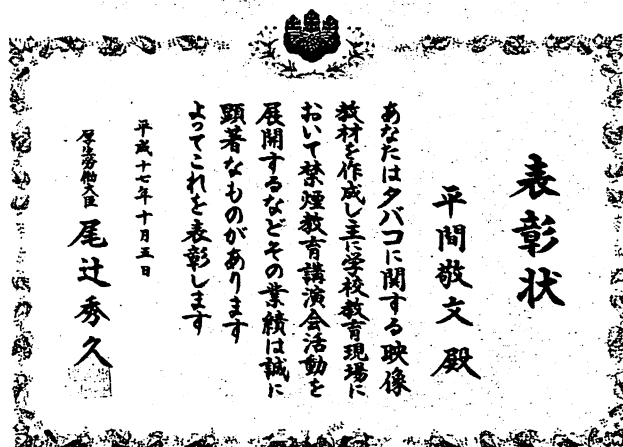 表彰状
平間敬文 殿
あなたはタバコに関する映像
教材を作成し主に学校教育現場に
おいて禁煙教育講演会活動を
展開するなどその業績は誠に
顕著なものがあります
よってこれを表彰します
平成十七年十月五日
厚生労働大臣 尾辻秀久